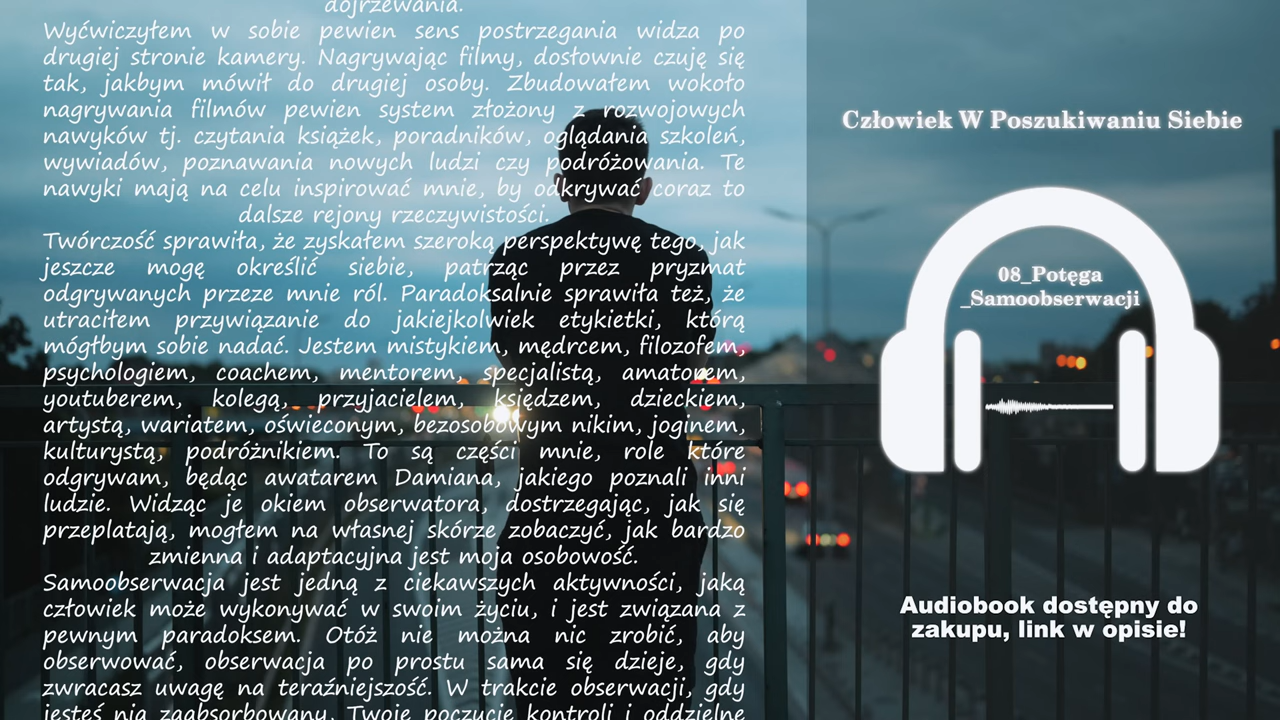 dojrzewania.
Wyćwiczyłem w sobie pewien sens postrzegania widza po
drugiej stronie kamery. Nagrywając filmy, dosłownie czuję się
tak, jakbym mówił do drugiej osoby. Zbudowałem wokoło
nagrywania filmów pewien system złożony z rozwojowych
nawyków tj. czytania książek, poradników, oglądania szkoleń,
wywiadów, poznawania nowych ludzi czy podróżowania. Te
nawyki mają na celu inspirować mnie, by odkrywać coraz to
dalsze rejony rzeczywistości.
Twórczość sprawiła, że zyskałem szeroką perspektywę tego, jak
jeszcze mogę określić siebie, patrząc przez pryzmat
odgrywanych przeze mnie ról. Paradoksalnie sprawiła też, że
utraciłem przywiązanie do jakiejkolwiek etykietki, którą
mógłbym sobie nadać. Jestem mistykiem, mędrcem, filozofem,
psychologiem, coachem, mentorem, specjalistą, amatorem,
youtuberem, kolegą, przyjacielem, księdzem, dzieckiem,
artystą, wariatem, oświeconym, bezosobowym nikim, joginem,
kulturystą, podróżnikiem. To są części mnie, role które
odgrywam, będąc awatarem Damiana, jakiego poznali inni
ludzie. Widząc je okiem obserwatora, dostrzegając, jak się
przeplatają, mogłem na własnej skórze zobaczyć, jak bardzo
zmienna i adaptacyjna jest moja osobowość.
Samoobserwacja jest jedną z ciekawszych aktywności, jaką
człowiek może wykonywać w swoim życiu, i jest związana z
pewnym paradoksem. Otóż nie można nic zrobić, aby
obserwować, obserwacja po prostu sama się dzieje, gdy
zwracasz uwagę na teraźniejszość. W trakcie obserwacji, gdy
jesteś nią zaabsorbowany, Twoje poczucie kontroli i oddzielne
Człowiek W Poszukiwaniu Siebie
08_Potęga
_Samoobserwacji
Audiobook dostępny do
zakupu, link w opisie!